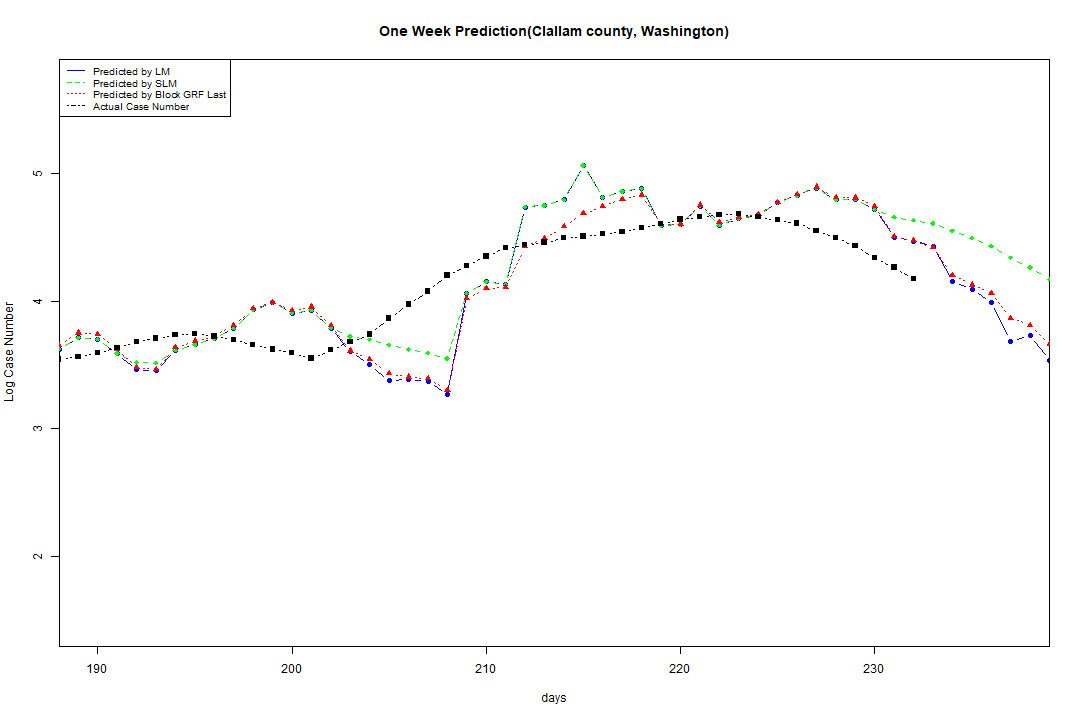 One Week Prediction(Clallam county, Washington)
Predicted by LM
Predicted by SLM
Predicted by Block GRF Last
Actual Case Number
5
4
3
2
Log Case Number
190 200 210 220 230
days